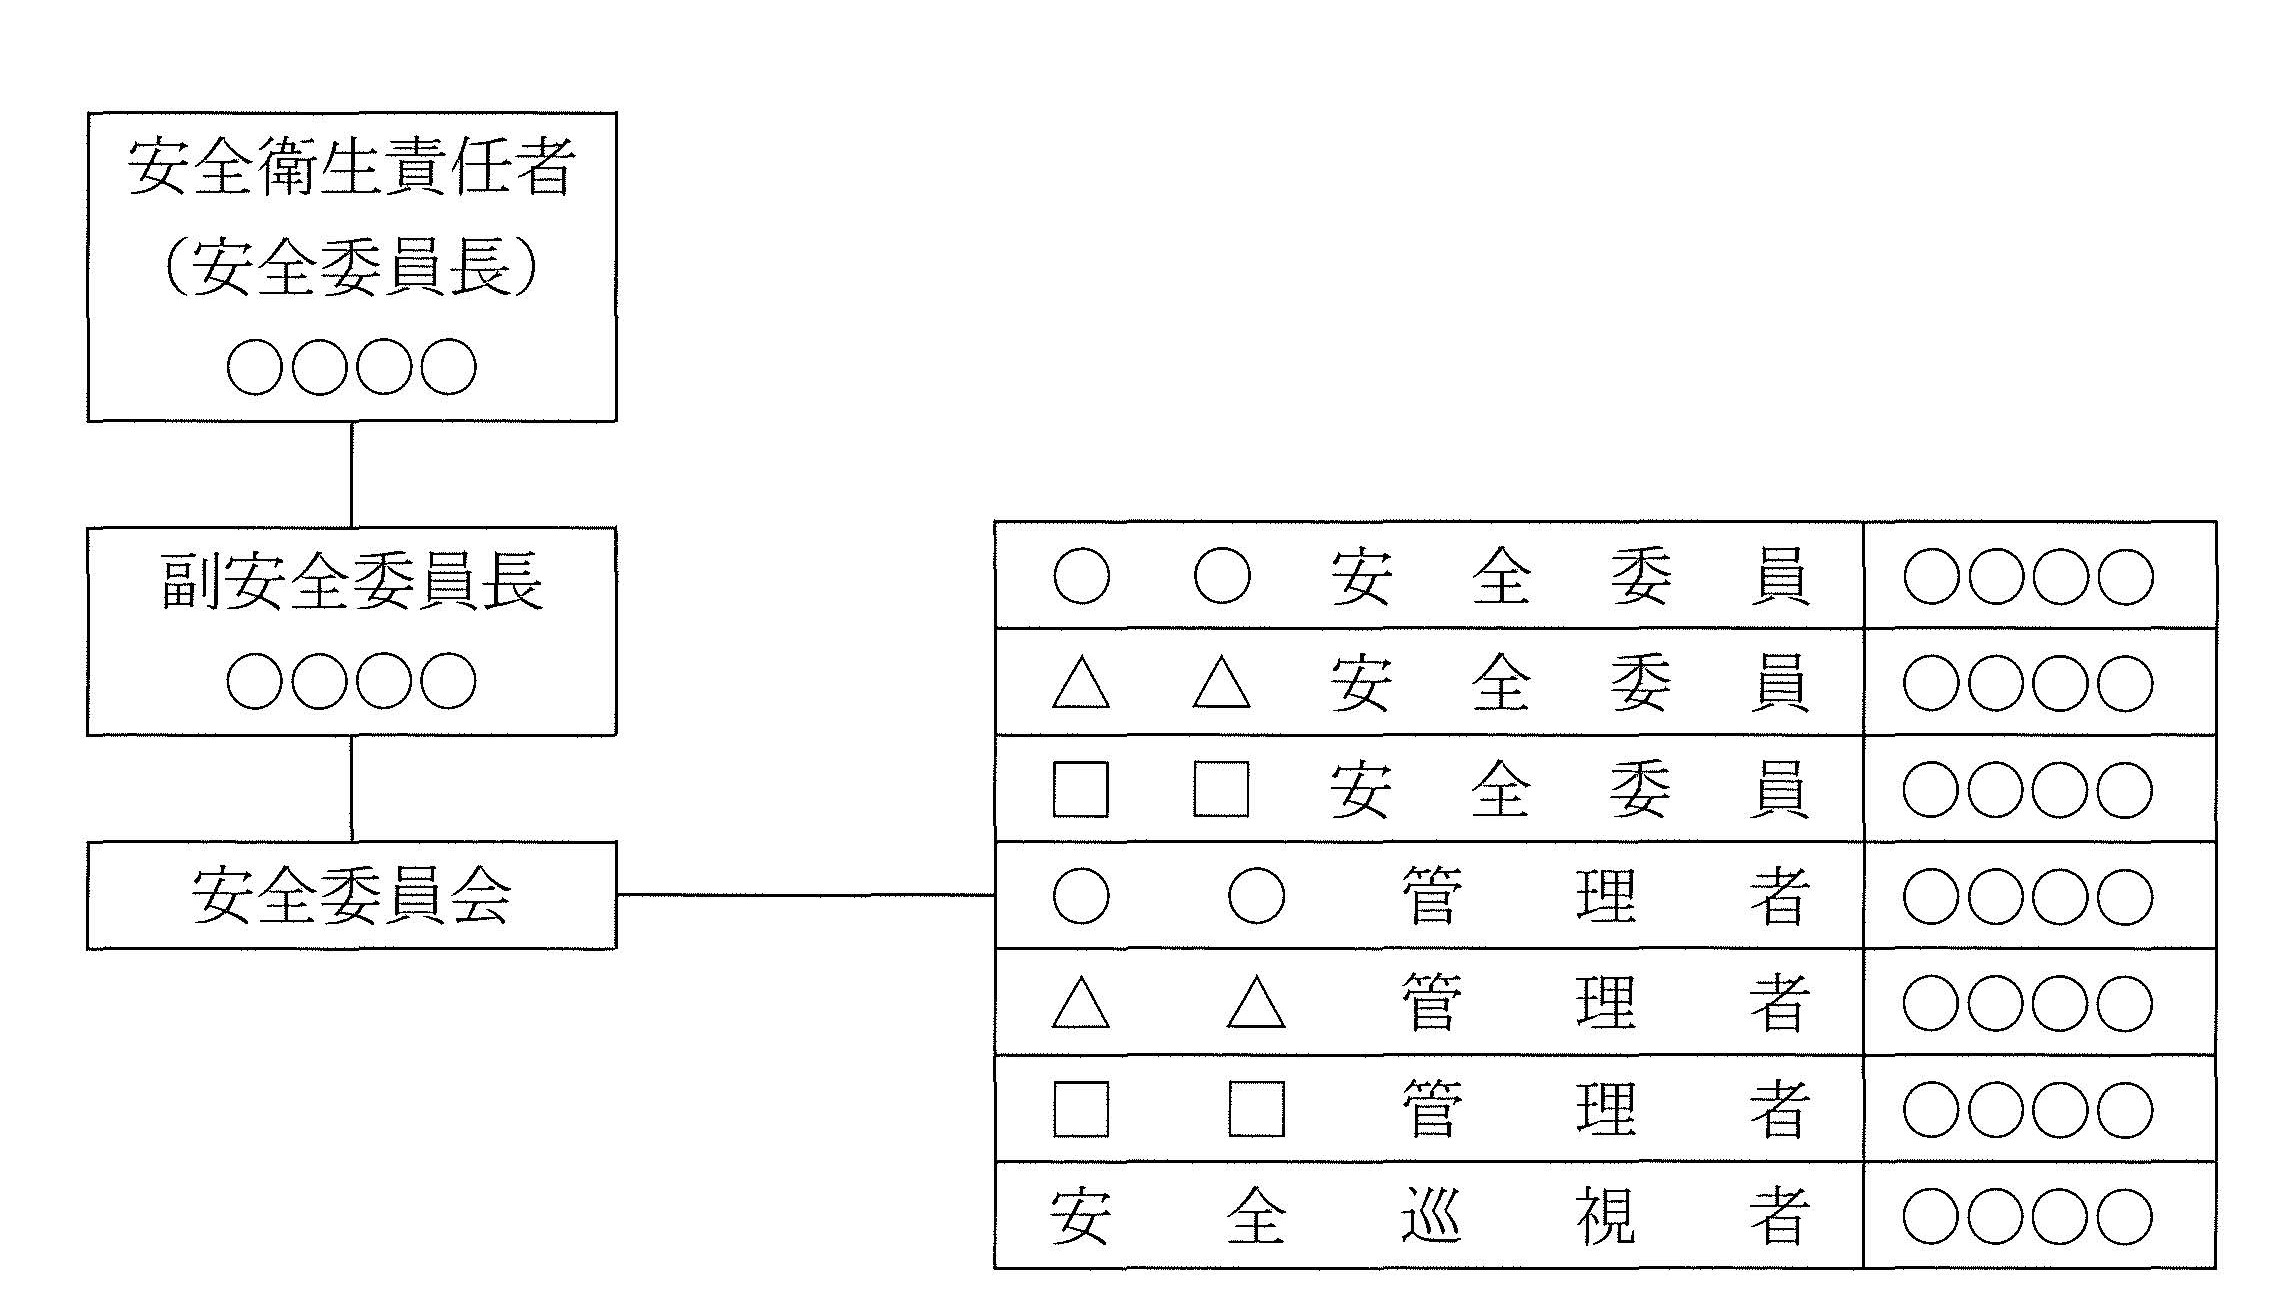 安全衛生責任者
（安全委員長）
○○○○
副安全委員長
○○○○
安全委員会
○○安全委員 ○○○○
△△安全委員 ○○○○
□□安全委員 ○○○○
○○管理者 ○○○○
△△管理者 ○○○○
□□管理者 ○○○○
安全巡視者 ○○○○